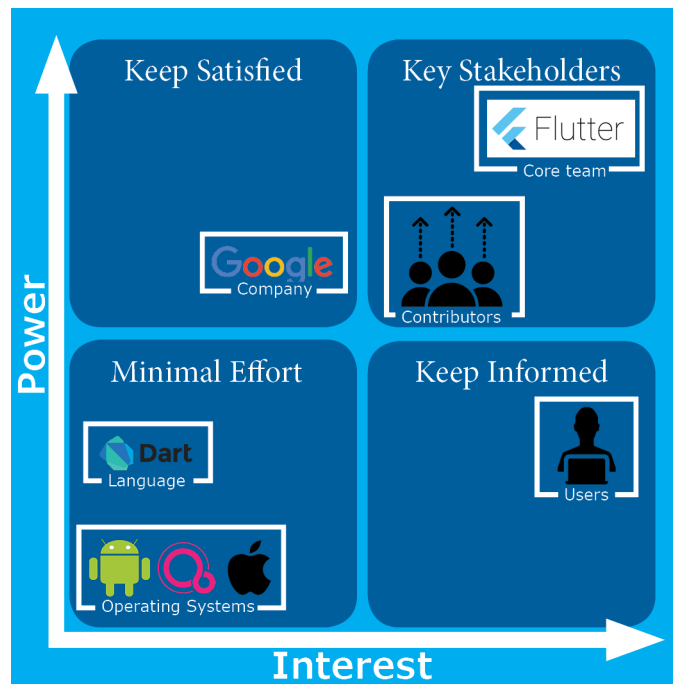 Keep Satisfied
Key Stakeholders
Flutter
Core team
Google
Company
Contributors
Power
Minimal Effort
Keep Informed
Dart
Language
Users
Operating Systems
Interest